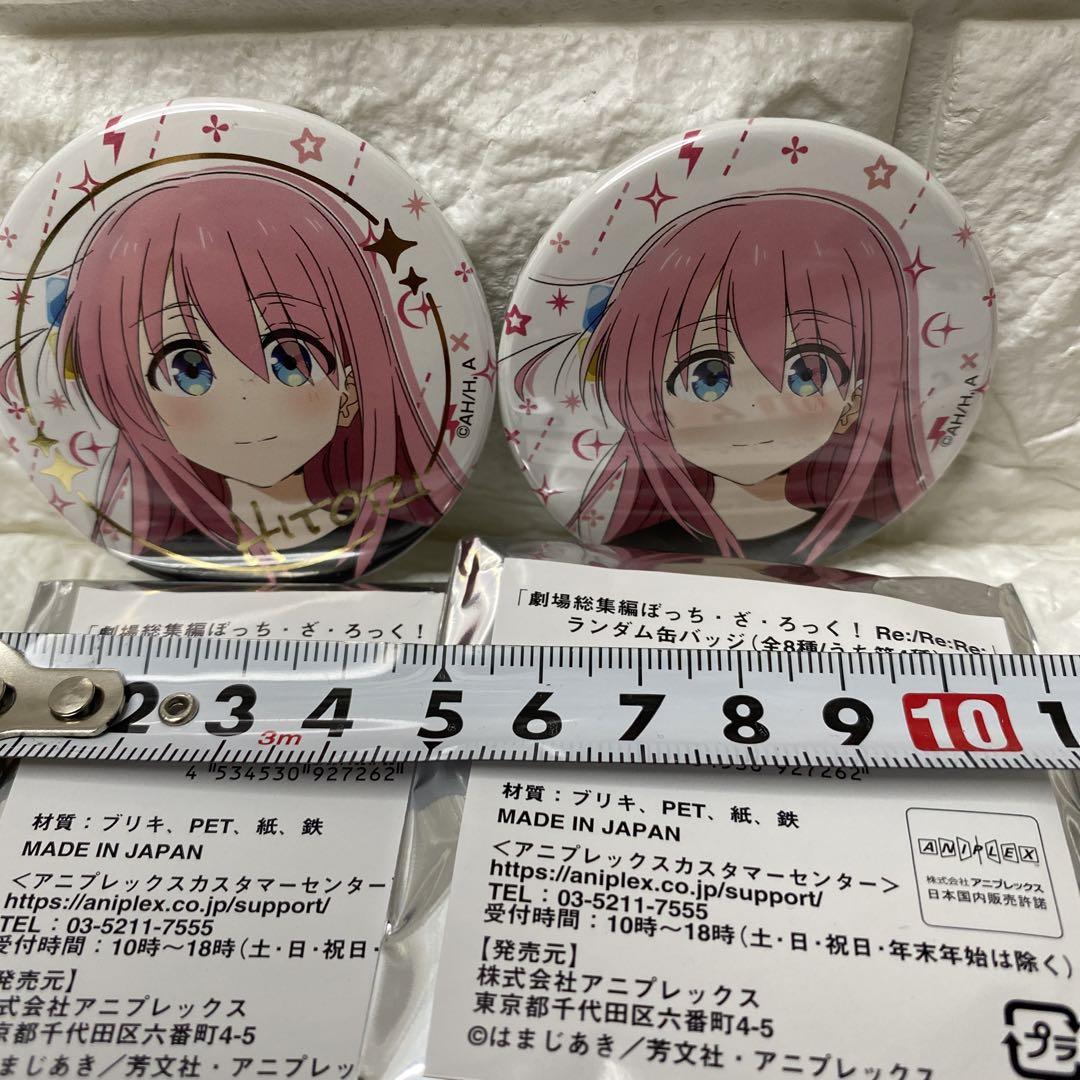 ©AH/H, A
HITORI
©AH/H, A
「劇場総集編ぼっち・ざ・ろっく！
「劇場総集編ぼっち・ざ・ろっく！ Re:/Re:Re:」
ランダム缶バッジ(全8種/うち
2 3 4 5 6 7 8 9 10 1
3m
4 534530 927262
927262
材質：ブリキ、PET、紙、鉄
MADE IN JAPAN
<アニプレックスカスタマーセンター
https://aniplex.co.jp/support/
TEL：03-5211-7555
受付時間：10時～18時(土・日・祝日・
発売元】
式会社アニプレックス
京都千代田区六番町4-5
はまじあき／芳文社・アニプレッ
材質：ブリキ、PET、紙、鉄
MADE IN JAPAN
<アニプレックスカスタマーセンター>
https://aniplex.co.jp/support/
TEL：03-5211-7555
受付時間：10時～18時(土・日・祝日・年末年始は除く)
【発売元】
株式会社アニプレックス
東京都千代田区六番町4-5
©はまじあき／芳文社・アニプレックス
ANIPLEX
株式会社アニプレックス
日本国内販売許諾
プラ